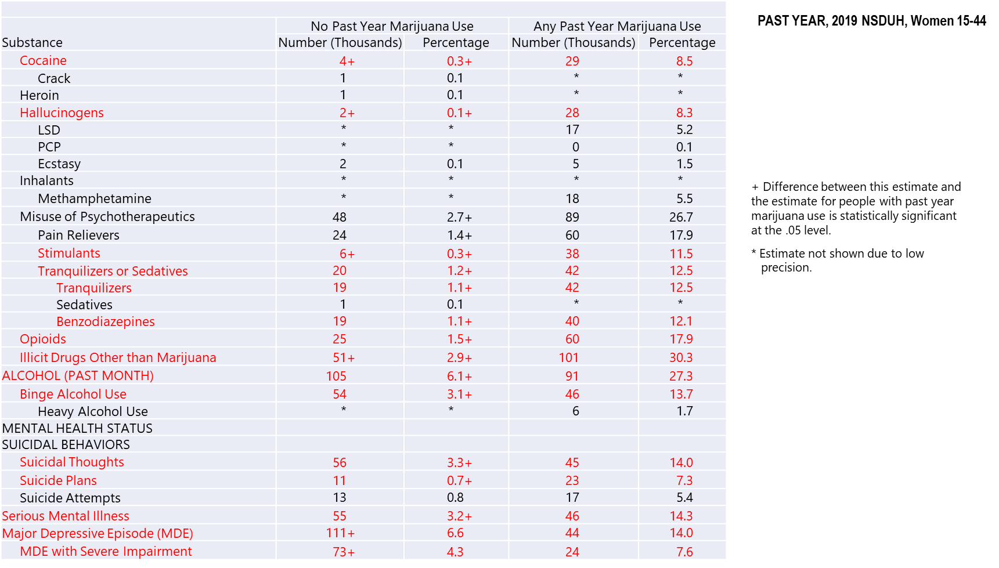 PAST YEAR, 2019 NSDUH, Women 15-44
No Past Year Marijuana Use Any Past Year Marijuana Use
Substance Number (Thousands) Percentage Number (Thousands) Percentage
Cocaine 4+ 0.3+ 29 8.5
Crack 1 0.1 * *
Heroin 1 0.1 * *
Hallucinogens 2+ 0.1+ 28 8.3
LSD * * 17 5.2
PCP * * 0 0.1
Ecstasy 2 0.1 5 1.5
Inhalants * * * *
Methamphetamine * * 18 5.5
Misuse of Psychotherapeutics 48 2.7+ 89 26.7
Pain Relievers 24 1.4+ 60 17.9
Stimulants 6+ 0.3+ 38 11.5
Tranquilizers or Sedatives 20 1.2+ 42 12.5
Tranquilizers 19 1.1+ 42 12.5
Sedatives 1 0.1 * *
Benzodiazepines 19 1.1+ 40 12.1
Opioids 25 1.5+ 60 17.9
Illicit Drugs Other than Marijuana 51+ 2.9+ 101 30.3
ALCOHOL (PAST MONTH) 105 6.1+ 91 27.3
Binge Alcohol Use 54 3.1+ 46 13.7
Heavy Alcohol Use * * 6 1.7
MENTAL HEALTH STATUS
SUICIDAL BEHAVIORS
Suicidal Thoughts 56 3.3+ 45 14.0
Suicide Plans 11 0.7+ 23 7.3
Suicide Attempts 13 0.8 17 5.4
Serious Mental Illness 55 3.2+ 46 14.3
Major Depressive Episode (MDE) 111+ 6.6 44 14.0
MDE with Severe Impairment 73+ 4.3 24 7.6
+ Difference between this estimate and
the estimate for people with past year
marijuana use is statistically significant
at the .05 level.
* Estimate not shown due to low
precision.